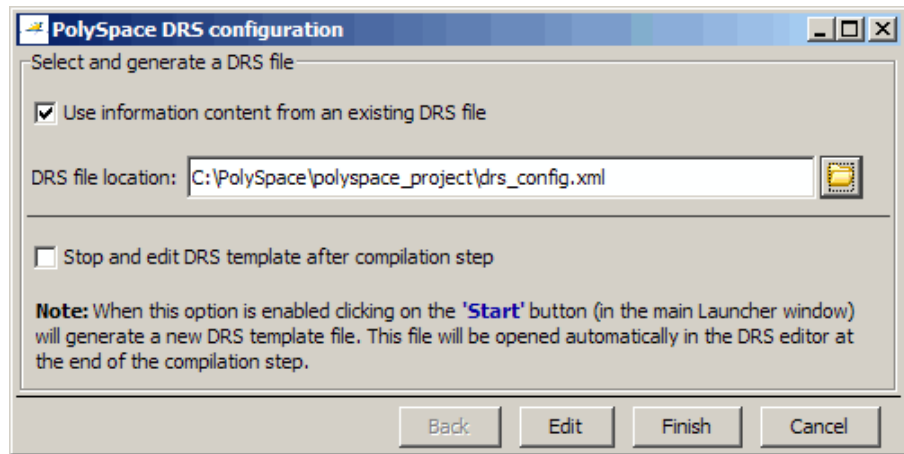 PolySpace DRS configuration
Select and generate a DRS file
Use information content from an existing DRS file
DRS file location: C:\PolySpace\polyspace_project\drs_config.xml
Stop and edit DRS template after compilation step
Note: When this option is enabled clicking on the 'Start' button (in the main Launcher window)
will generate a new DRS template file. This file will be opened automatically in the DRS editor at
the end of the compilation step.
Back Edit Finish Cancel